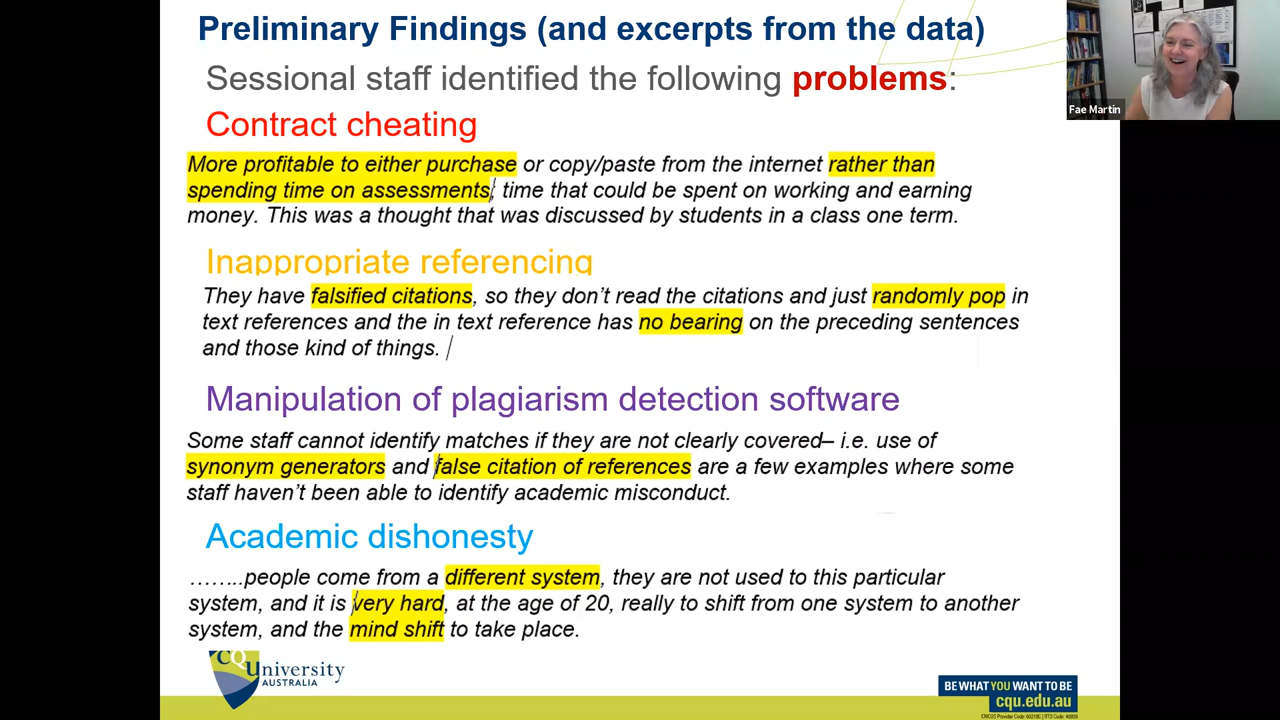 Preliminary Findings (and excerpts from the data)
Fae Martin
Sessional staff identified the following problems:
Contract cheating
More profitable to either purchase or copy/paste from the internet rather than
spending time on assessments, time that could be spent on working and earning
money. This was a thought that was discussed by students in a class one term.
Inappropriate referencing
They have falsified citations, so they don't read the citations and just randomly pop in
text references and the in text reference has no bearing on the preceding sentences
and those kind of things.
Manipulation of plagiarism detection software
Some staff cannot identify matches if they are not clearly covered– i.e. use of
synonym generators and false citation of references are a few examples where some
staff haven't been able to identify academic misconduct.
Academic dishonesty
……..people come from a different system, they are not used to this particular
system, and it is very hard, at the age of 20, really to shift from one system to another
system, and the mind shift to take place.
CQUniversity
AUSTRALIA
BE WHAT YOU WANT TO BE
cqu.edu.au